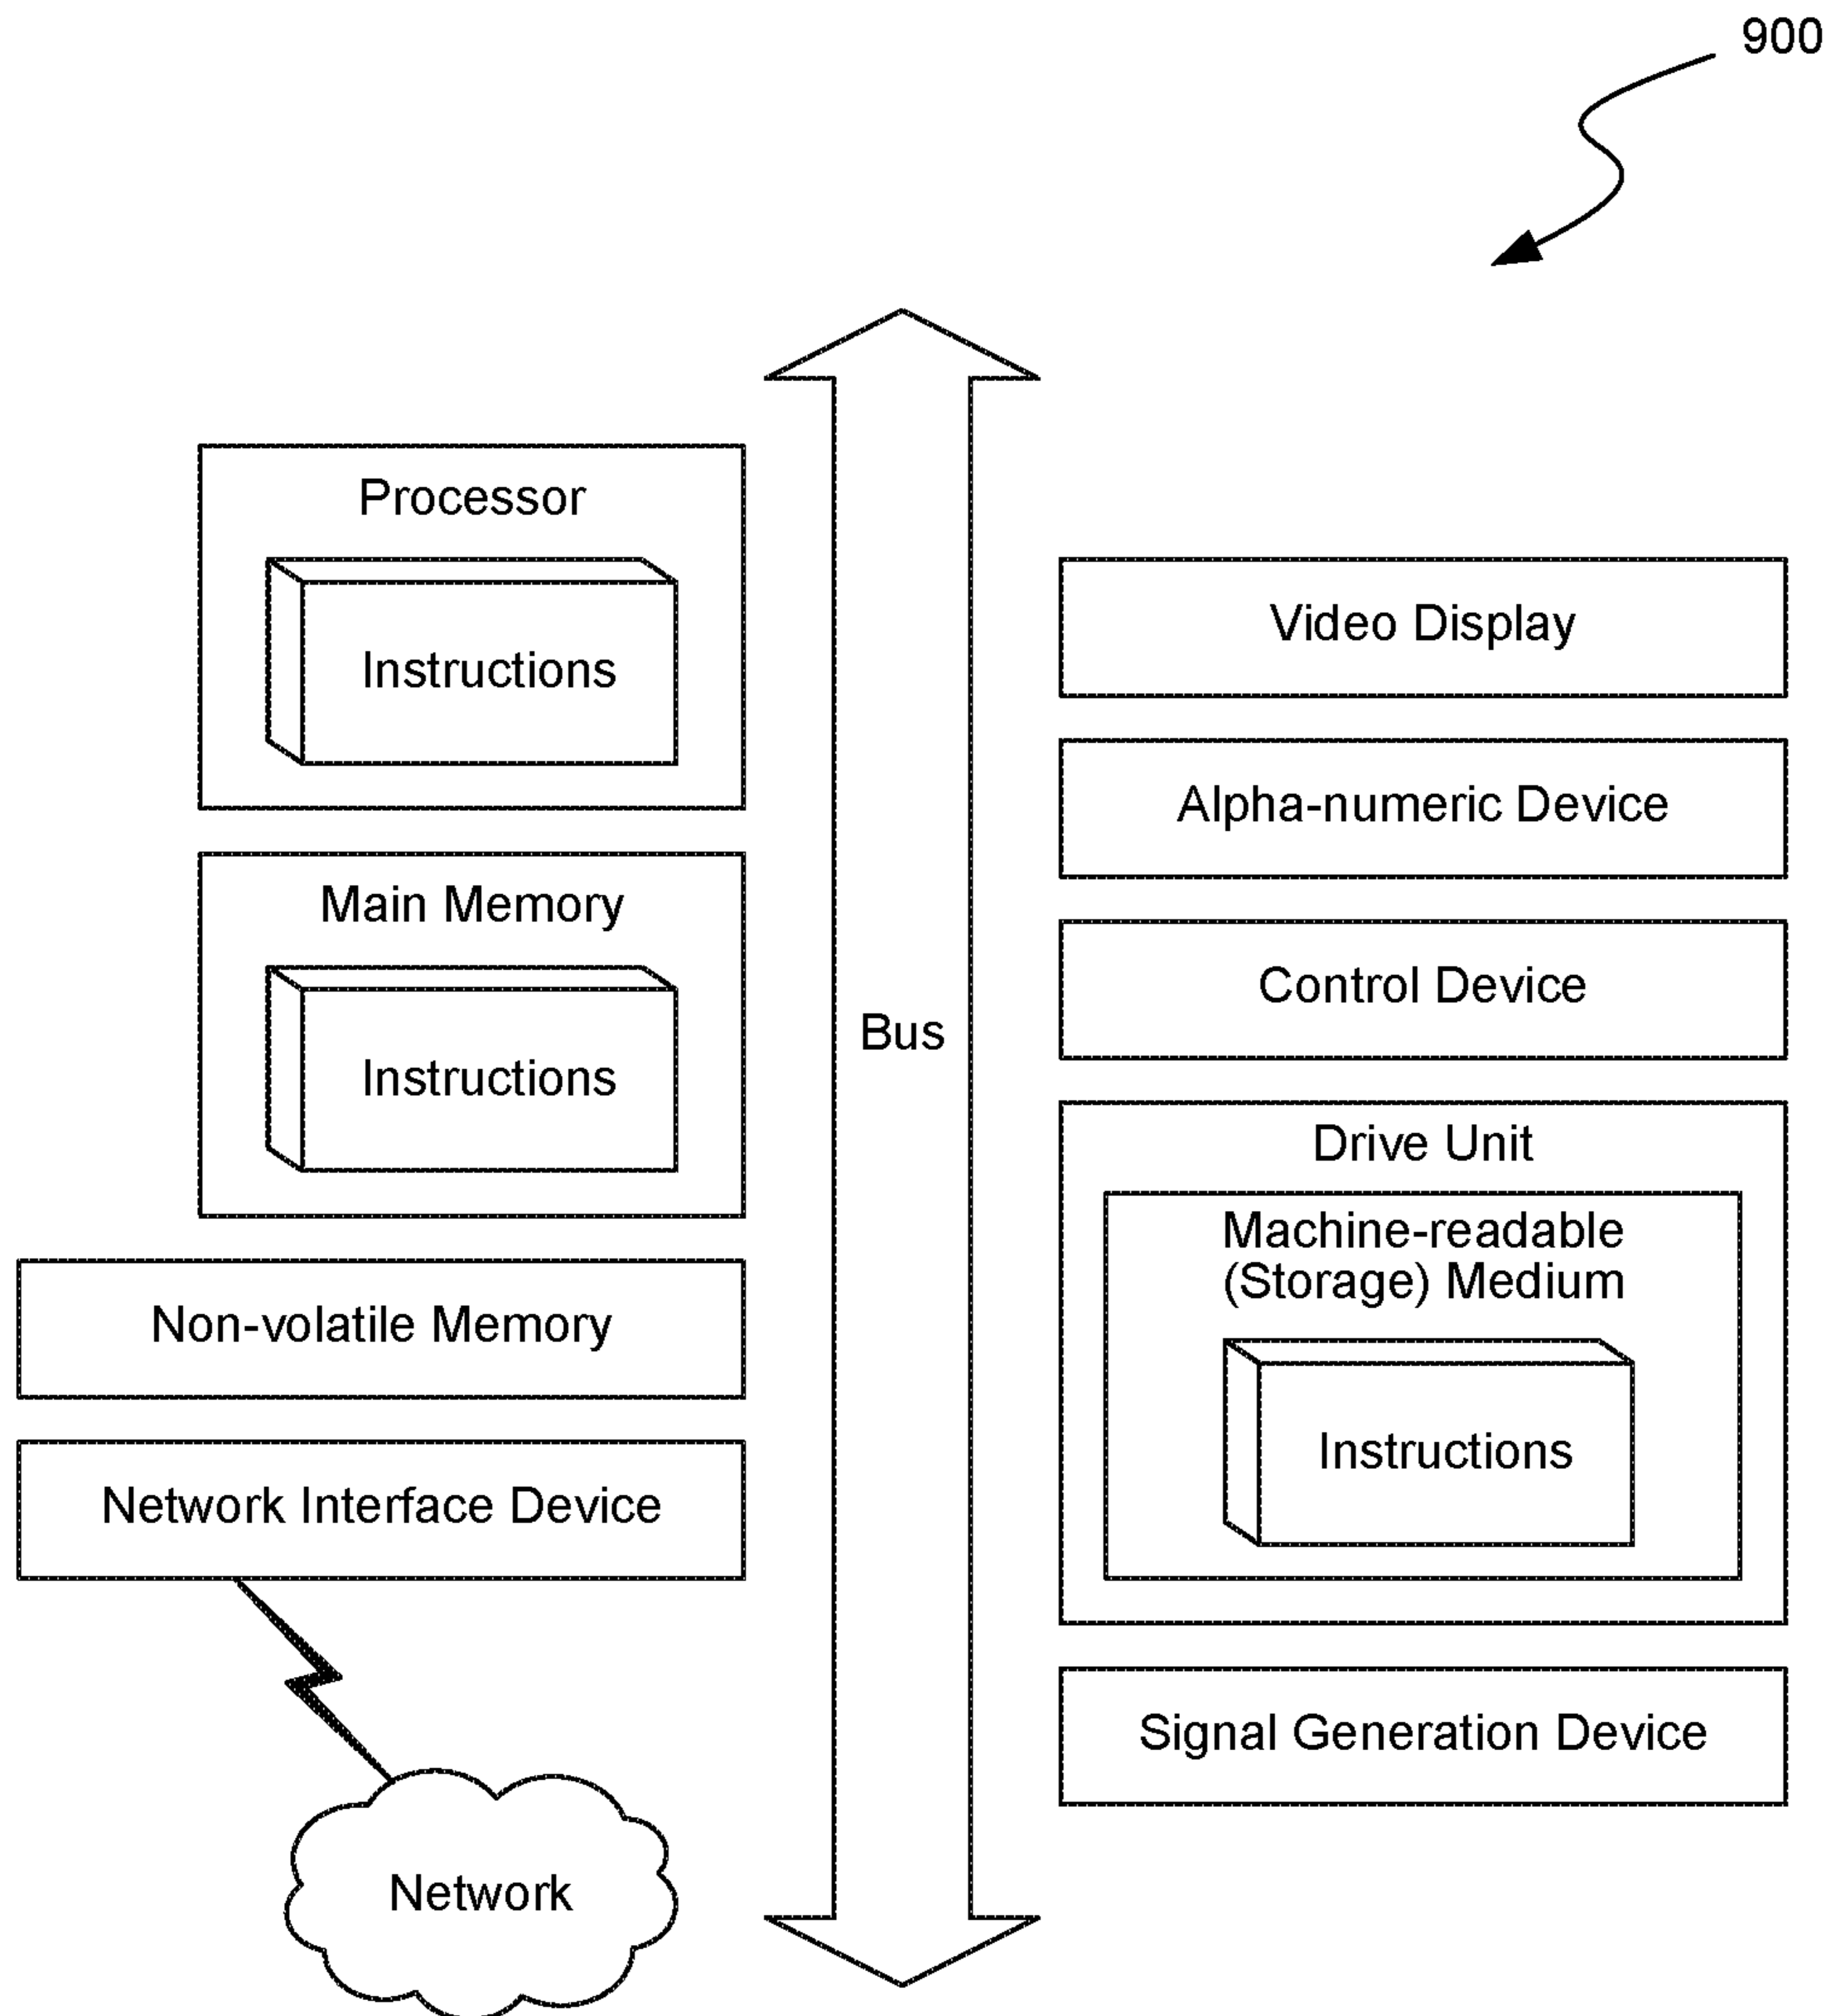 900
Processor
Instructions
Main Memory
Instructions
Non-volatile Memory
Network Interface Device
Network
Bus
Video Display
Alpha-numeric Device
Control Device
Drive Unit
Machine-readable
(Storage) Medium
Instructions
Signal Generation Device